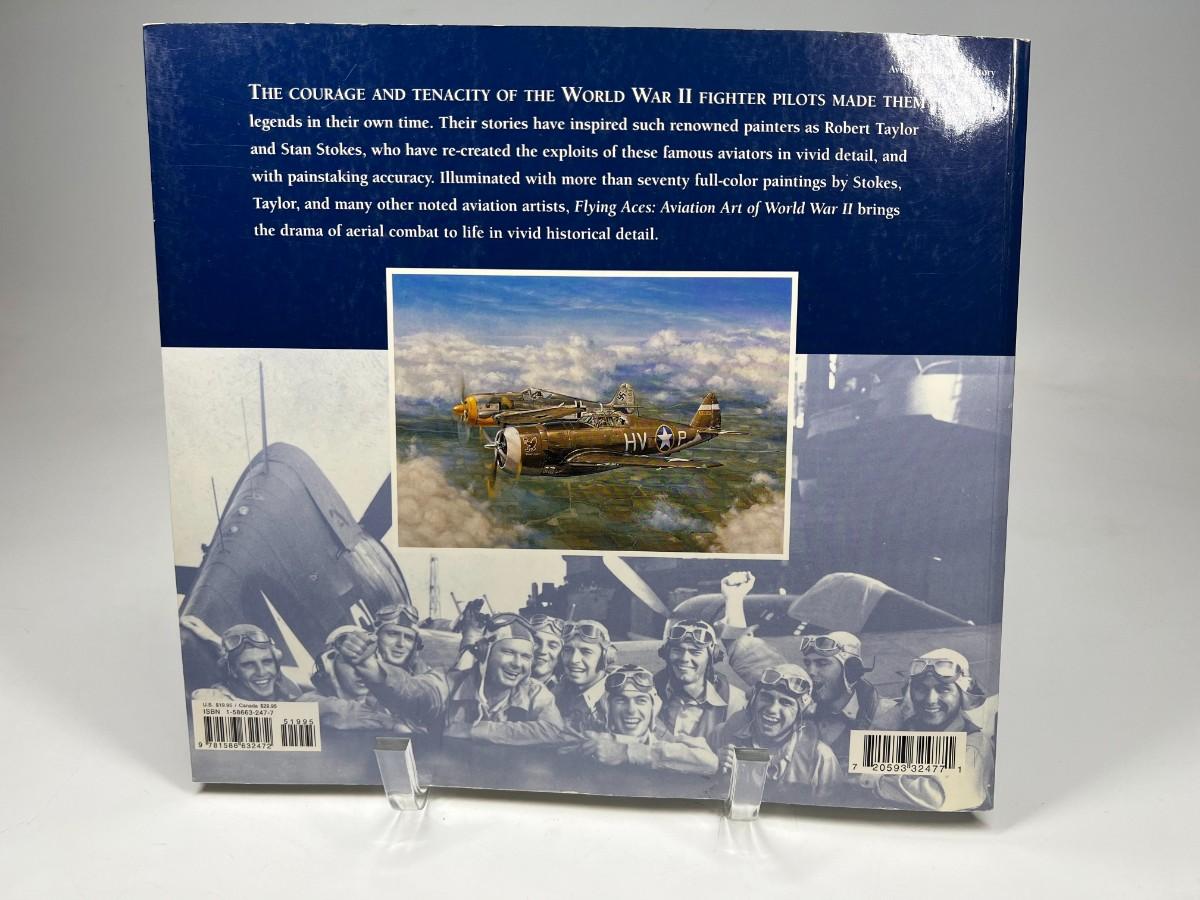 THE COURAGE AND TENACITY OF THE WORLD WAR II FIGHTER PILOTS MADE THEM
legends in their own time. Their stories have inspired such renowned painters as Robert Taylor
and Stan Stokes, who have re-created the exploits of these famous aviators in vivid detail, and
with painstaking accuracy. Illuminated with more than seventy full-color paintings by Stokes,
Taylor, and many other noted aviation artists, Flying Aces: Aviation Art of World War II brings
the drama of aerial combat to life in vivid historical detail.
HV P
U.S. $19.95 / Canada $29.95
ISBN 1-58663-247-7
51995
9 781586 632472
7 20593 32477 1